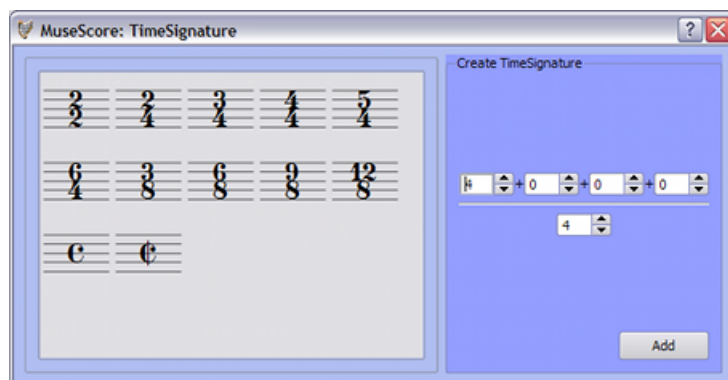 MuseScore: TimeSignature
?
Create TimeSignature
2 2 3 4 5
2 4 4 4 4
6 3 6 9 12
4 8 8 8 8
4 + 0 + 0 + 0
4
Add